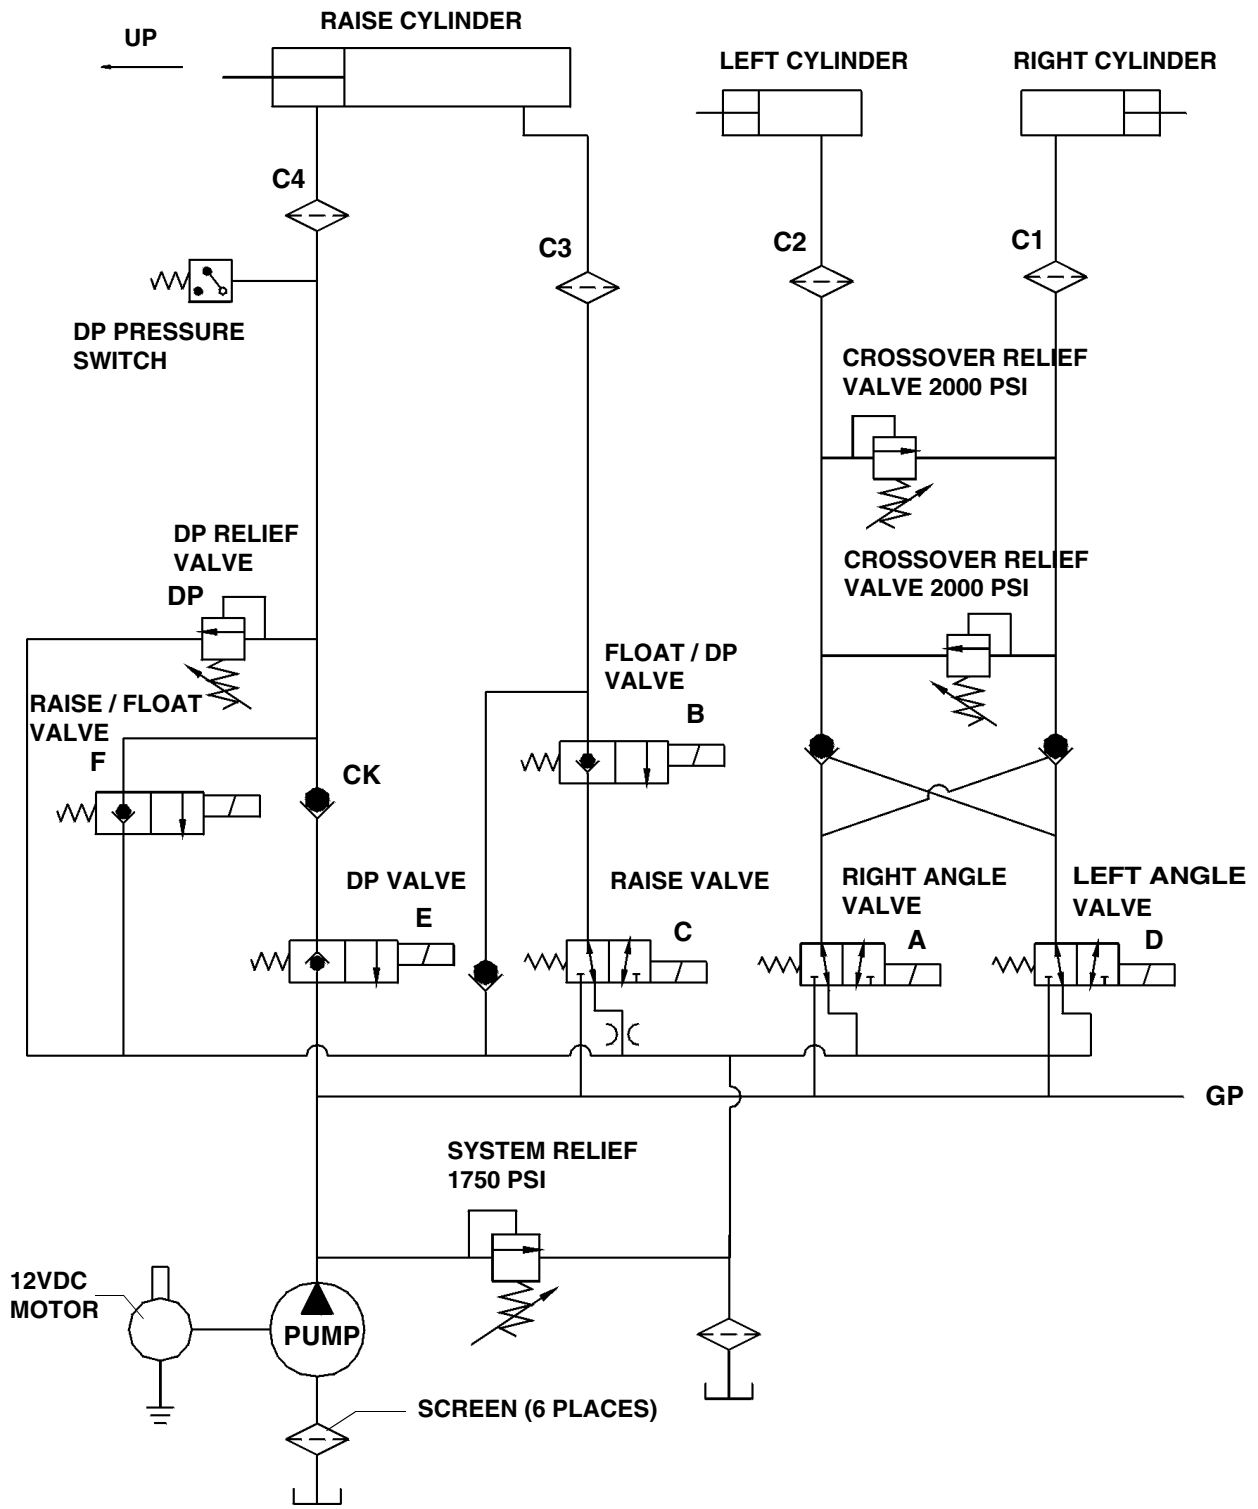 RAISE CYLINDER
UP
LEFT CYLINDER
RIGHT CYLINDER
C4
C3
C2
C1
DP PRESSURE
SWITCH
CROSSOVER RELIEF
VALVE 2000 PSI
DP RELIEF
VALVE
DP
CROSSOVER RELIEF
VALVE 2000 PSI
FLOAT / DP
VALVE
B
RAISE / FLOAT
VALVE
F
CK
DP VALVE
E
RAISE VALVE
C
RIGHT ANGLE
VALVE
A
LEFT ANGLE
VALVE
D
GP
SYSTEM RELIEF
1750 PSI
12VDC
MOTOR
PUMP
SCREEN (6 PLACES)